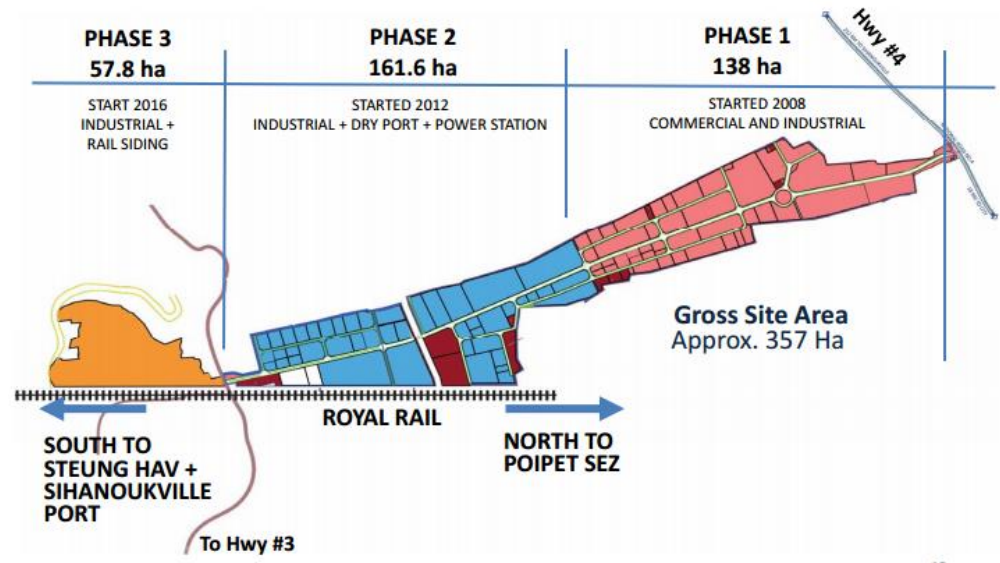 PHASE 3
57.8 ha
PHASE 2
161.6 ha
PHASE 1
138 ha
Hwy #4
START 2016
INDUSTRIAL +
RAIL SIDING
STARTED 2012
INDUSTRIAL + DRY PORT + POWER STATION
STARTED 2008
COMMERCIAL AND INDUSTRIAL
Gross Site Area
Approx. 357 Ha
ROYAL RAIL
SOUTH TO
STEUNG HAV +
SIHANOUKVILLE
PORT
NORTH TO
POIPET SEZ
To Hwy #3